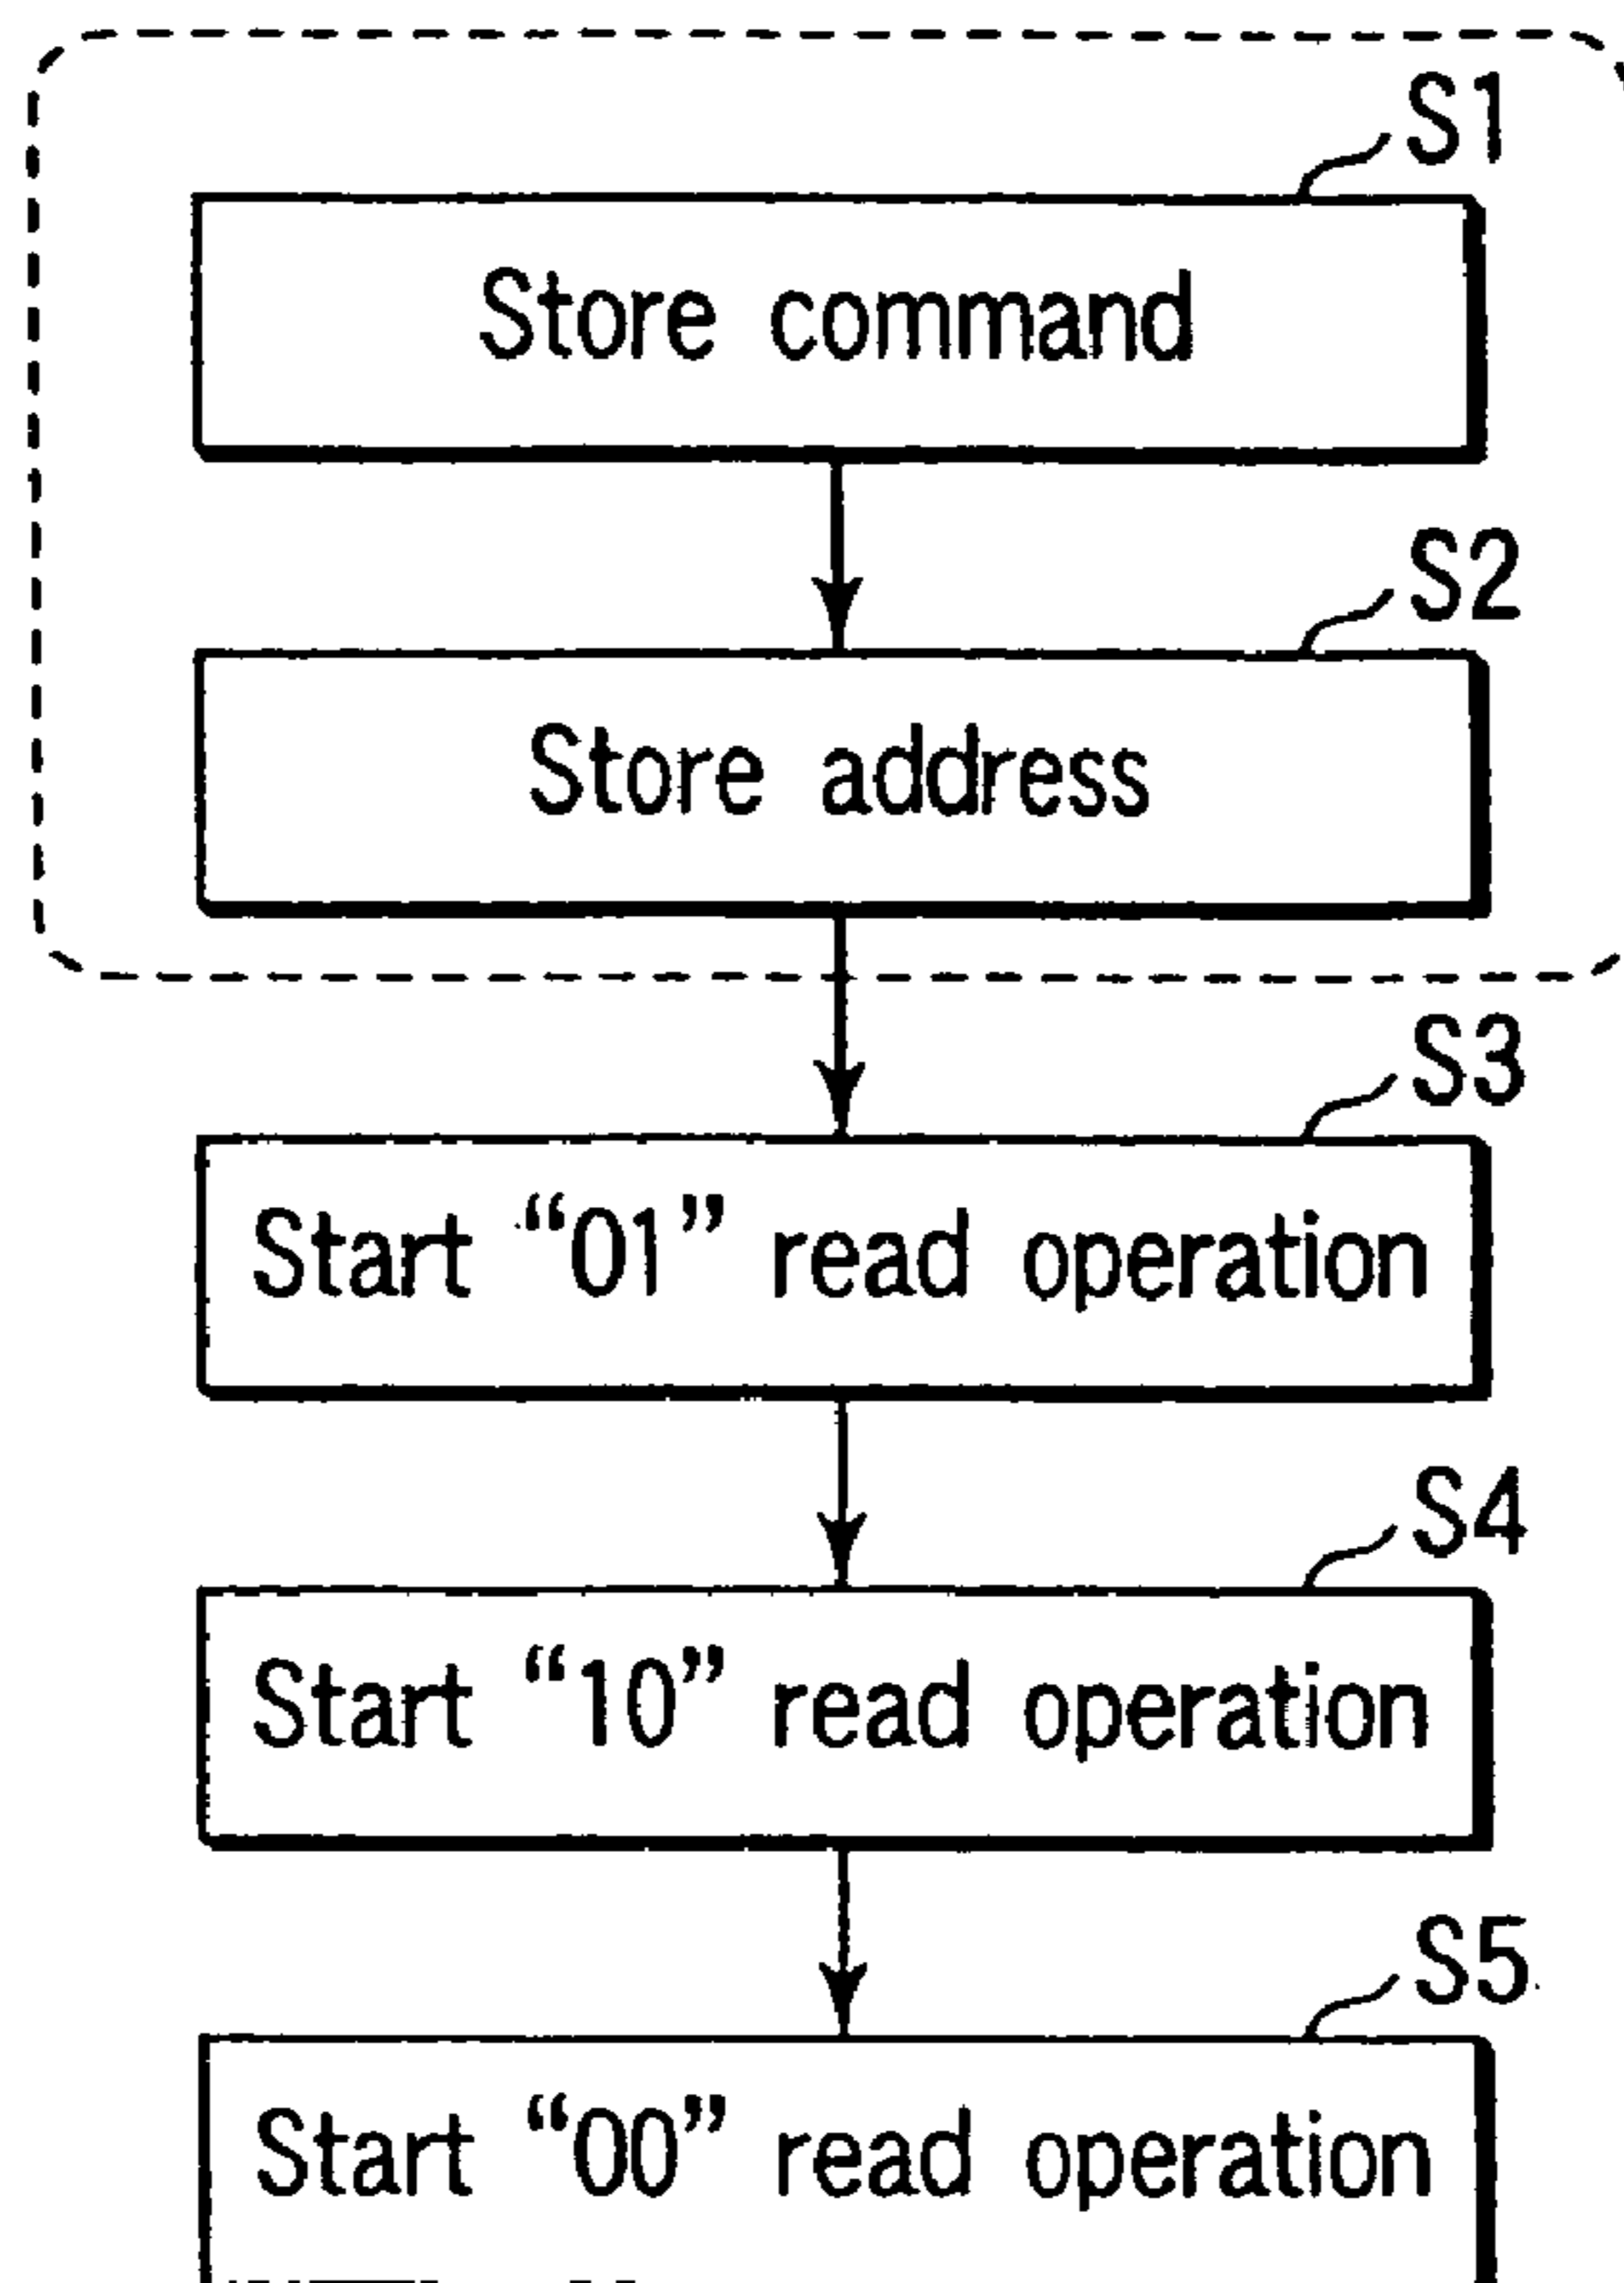 S1
Store command
S2
Store address
S3
Start “01” read operation
S4
Start “10” read operation
S5
Start “00” read operation